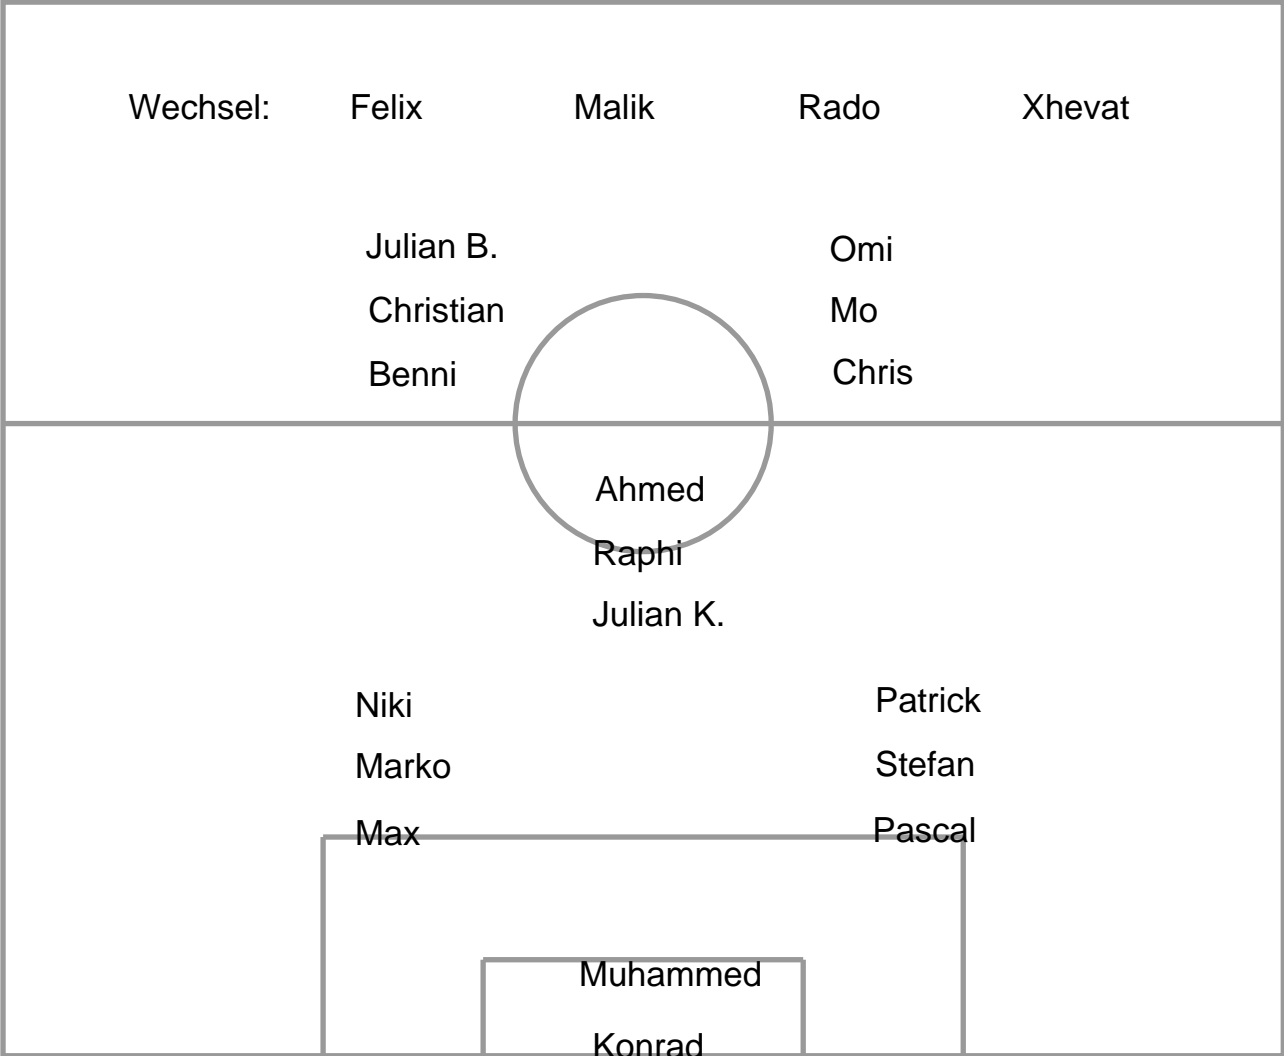 Wechsel: Felix Malik Rado Xhevat
Julian B. Omi
Christian Mo
Benni Chris
Ahmed
Raphi
Julian K.
Niki Patrick
Marko Stefan
Max Pascal
Muhammed
Konrad